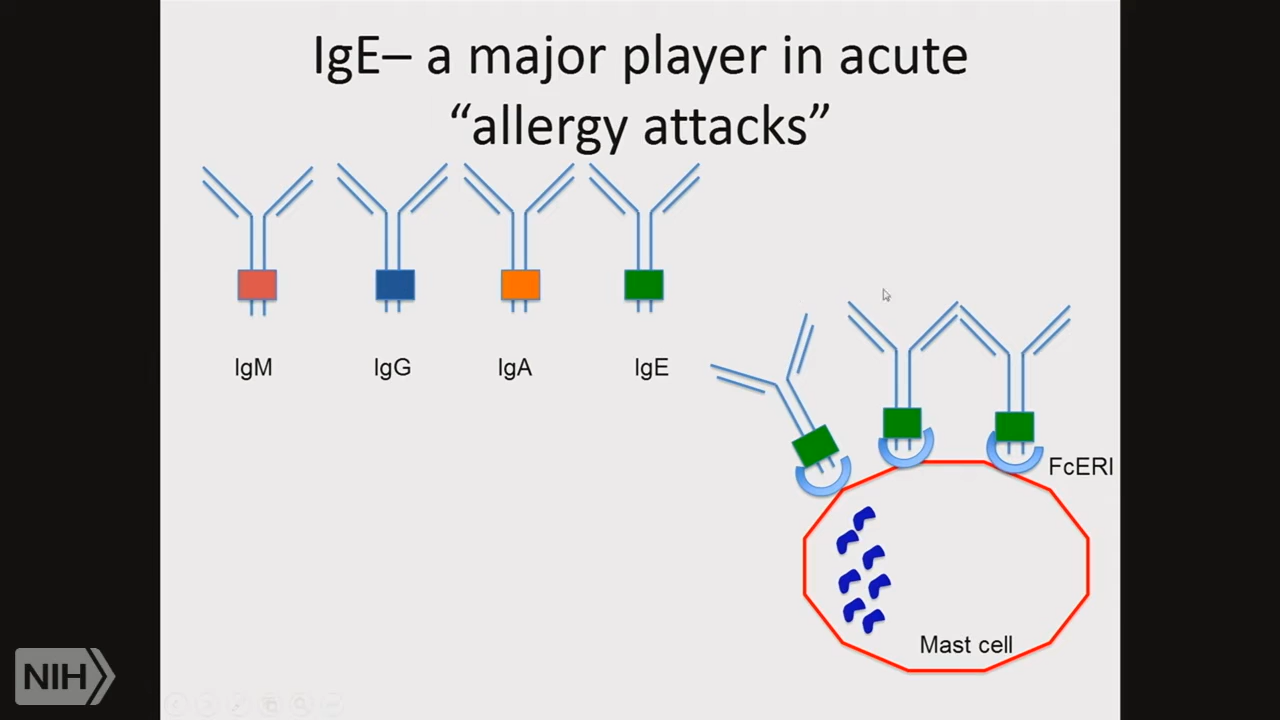 IgE– a major player in acute
“allergy attacks”
IgM
IgG
IgA
IgE
FcERI
Mast cell
NIH